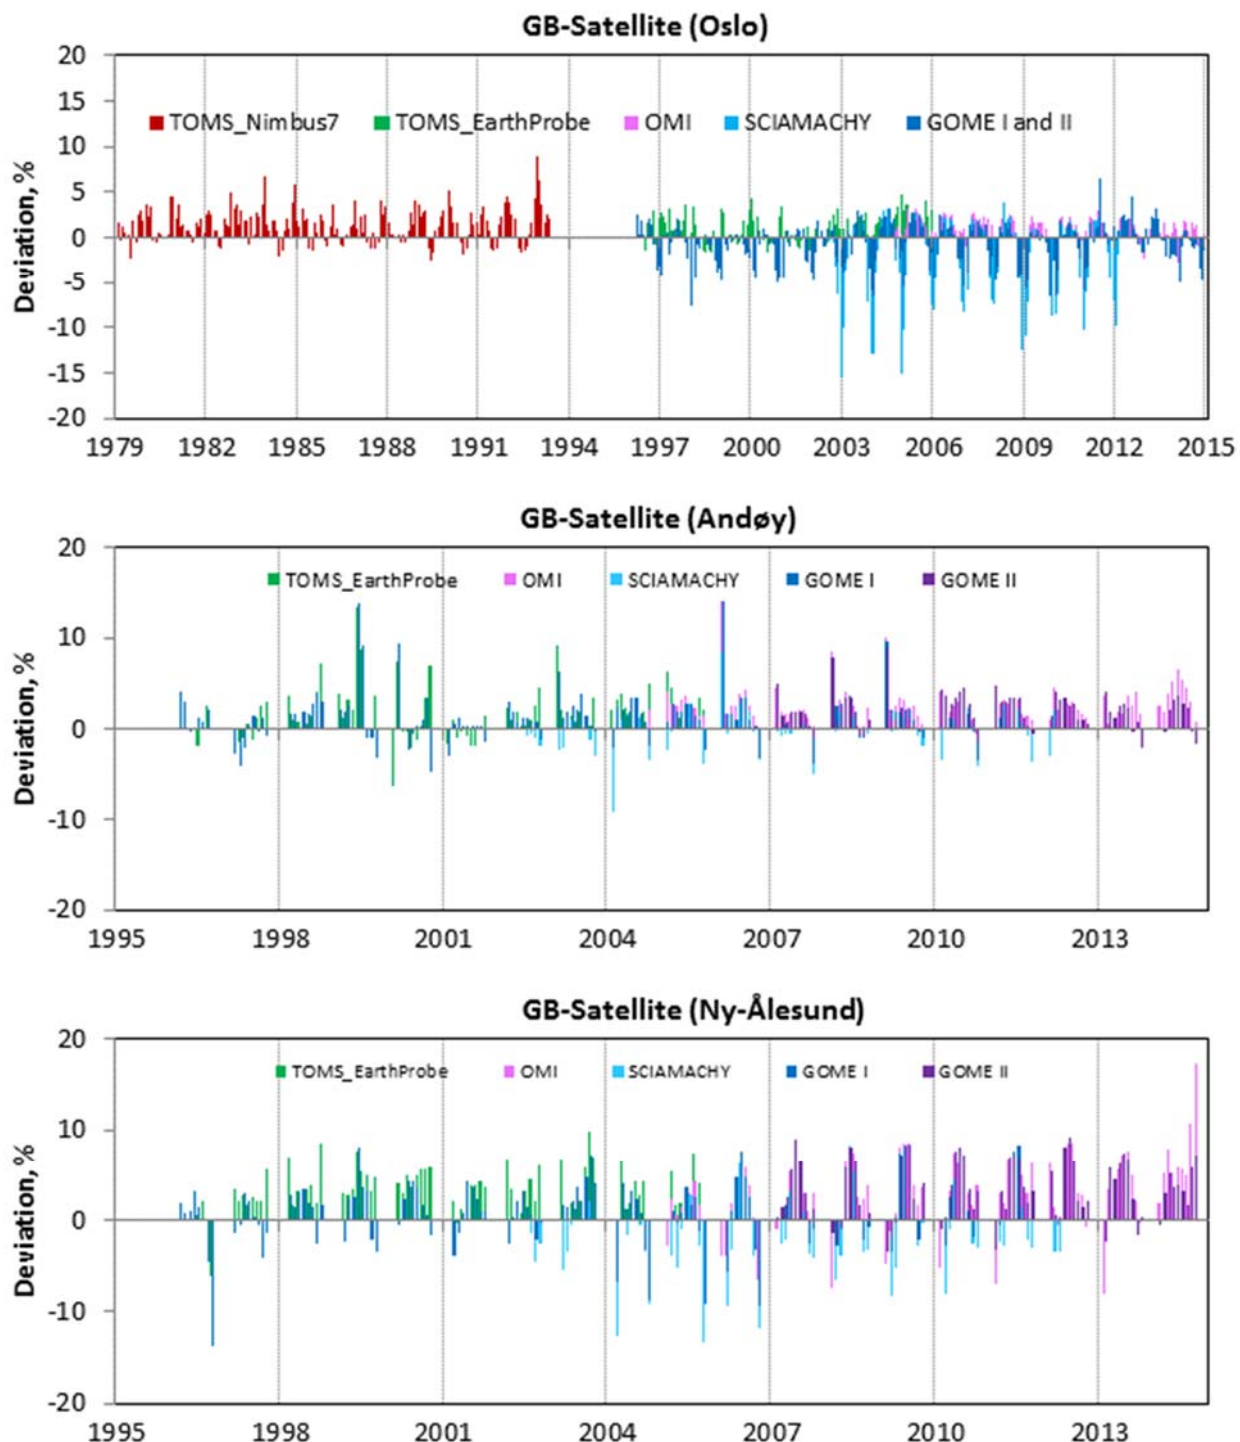 GB-Satellite (Oslo)
20
15
TOMS_Nimbus7 TOMS_EarthProbe OMI SCIAMACHY GOME I and II
10
5
0
-5
-10
-15
-20
Deviation, %
1979 1982 1985 1988 1991 1994 1997 2000 2003 2006 2009 2012 2015
GB-Satellite (Andøy)
20
TOMS_EarthProbe OMI SCIAMACHY GOME I GOME II
10
0
-10
-20
Deviation, %
1995 1998 2001 2004 2007 2010 2013
GB-Satellite (Ny-Ålesund)
20
TOMS_EarthProbe OMI SCIAMACHY GOME I GOME II
10
0
-10
-20
Deviation, %
1995 1998 2001 2004 2007 2010 2013